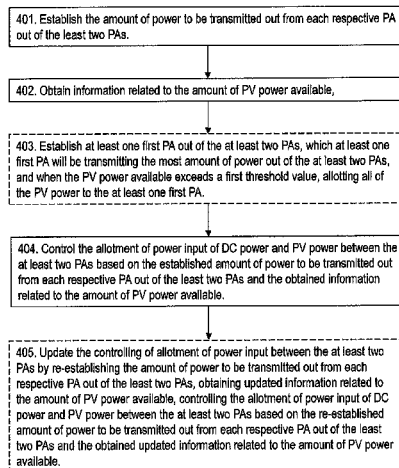 401. Establish the amount of power to be transmitted out from each respective PA
out of the least two PAs.
402. Obtain information related to the amount of PV power available,
403. Establish at least one first PA out of the at least two PAs, which at least one
first PA will be transmitting the most amount of power out of the at least two PAs,
and when the PV power available exceeds a first threshold value, allotting all of
the PV power to the at least one first PA.
404. Control the allotment of power input of DC power and PV power between the
at least two PAs based on the established amount of power to be transmitted out
from each respective PA out of the least two PAs and the obtained information
related to the amount of PV power available.
405. Update the controlling of allotment of power input between the at least two
PAs by re-establishing the amount of power to be transmitted out from each
respective PA out of the least two PAs, obtaining updated information related to
the amount of PV power available, controlling the allotment of power input of DC
power and PV power between the at least two PAs based on the re-established
amount of power to be transmitted out from each respective PA out of the least
two PAs and the obtained updated information related to the amount of PV power
available.